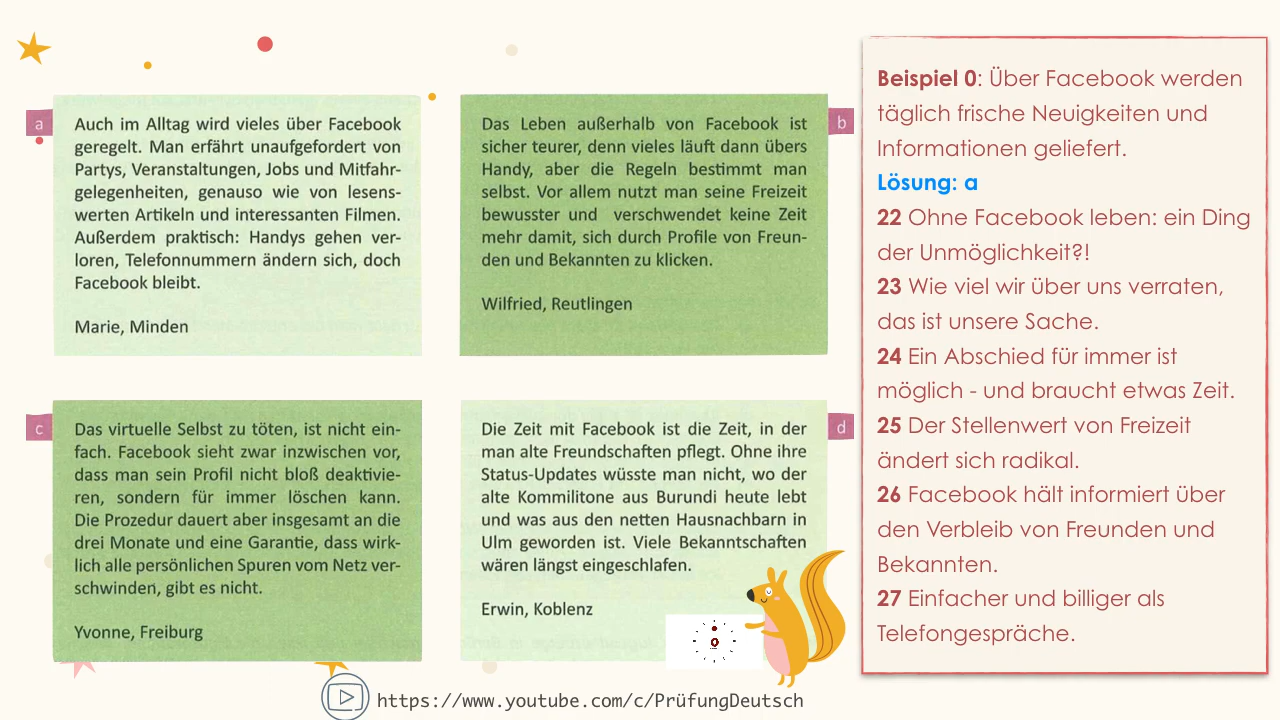 a
Auch im Alltag wird vieles über Facebook
geregelt. Man erfährt unaufgefordert von
Partys, Veranstaltungen, Jobs und Mitfahr-
gelegenheiten, genauso wie von lesens-
werten Artikeln und interessanten Filmen.
Außerdem praktisch: Handys gehen ver-
loren, Telefonnummern ändern sich, doch
Facebook bleibt.
Marie, Minden
b
Das Leben außerhalb von Facebook ist
sicher teurer, denn vieles läuft dann übers
Handy, aber die Regeln bestimmt man
selbst. Vor allem nutzt man seine Freizeit
bewusster und verschwendet keine Zeit
mehr damit, sich durch Profile von Freun-
den und Bekannten zu klicken.
Wilfried, Reutlingen
c
Das virtuelle Selbst zu töten, ist nicht ein-
fach. Facebook sieht zwar inzwischen vor,
dass man sein Profil nicht bloß deaktivie-
ren, sondern für immer löschen kann.
Die Prozedur dauert aber insgesamt an die
drei Monate und eine Garantie, dass wirk-
lich alle persönlichen Spuren vom Netz ver-
schwinden, gibt es nicht.
Yvonne, Freiburg
d
Die Zeit mit Facebook ist die Zeit, in der
man alte Freundschaften pflegt. Ohne ihre
Status-Updates wüsste man nicht, wo der
alte Kommilitone aus Burundi heute lebt
und was aus den netten Hausnachbarn in
Ulm geworden ist. Viele Bekanntschaften
wären längst eingeschlafen.
Erwin, Koblenz
Beispiel 0: Über Facebook werden
täglich frische Neuigkeiten und
Informationen geliefert.
Lösung: a
22 Ohne Facebook leben: ein Ding
der Unmöglichkeit?!
23 Wie viel wir über uns verraten,
das ist unsere Sache.
24 Ein Abschied für immer ist
möglich - und braucht etwas Zeit.
25 Der Stellenwert von Freizeit
ändert sich radikal.
26 Facebook hält informiert über
den Verbleib von Freunden und
Bekannten.
27 Einfacher und billiger als
Telefongespräche.
https://www.youtube.com/c/PrüfungDeutsch